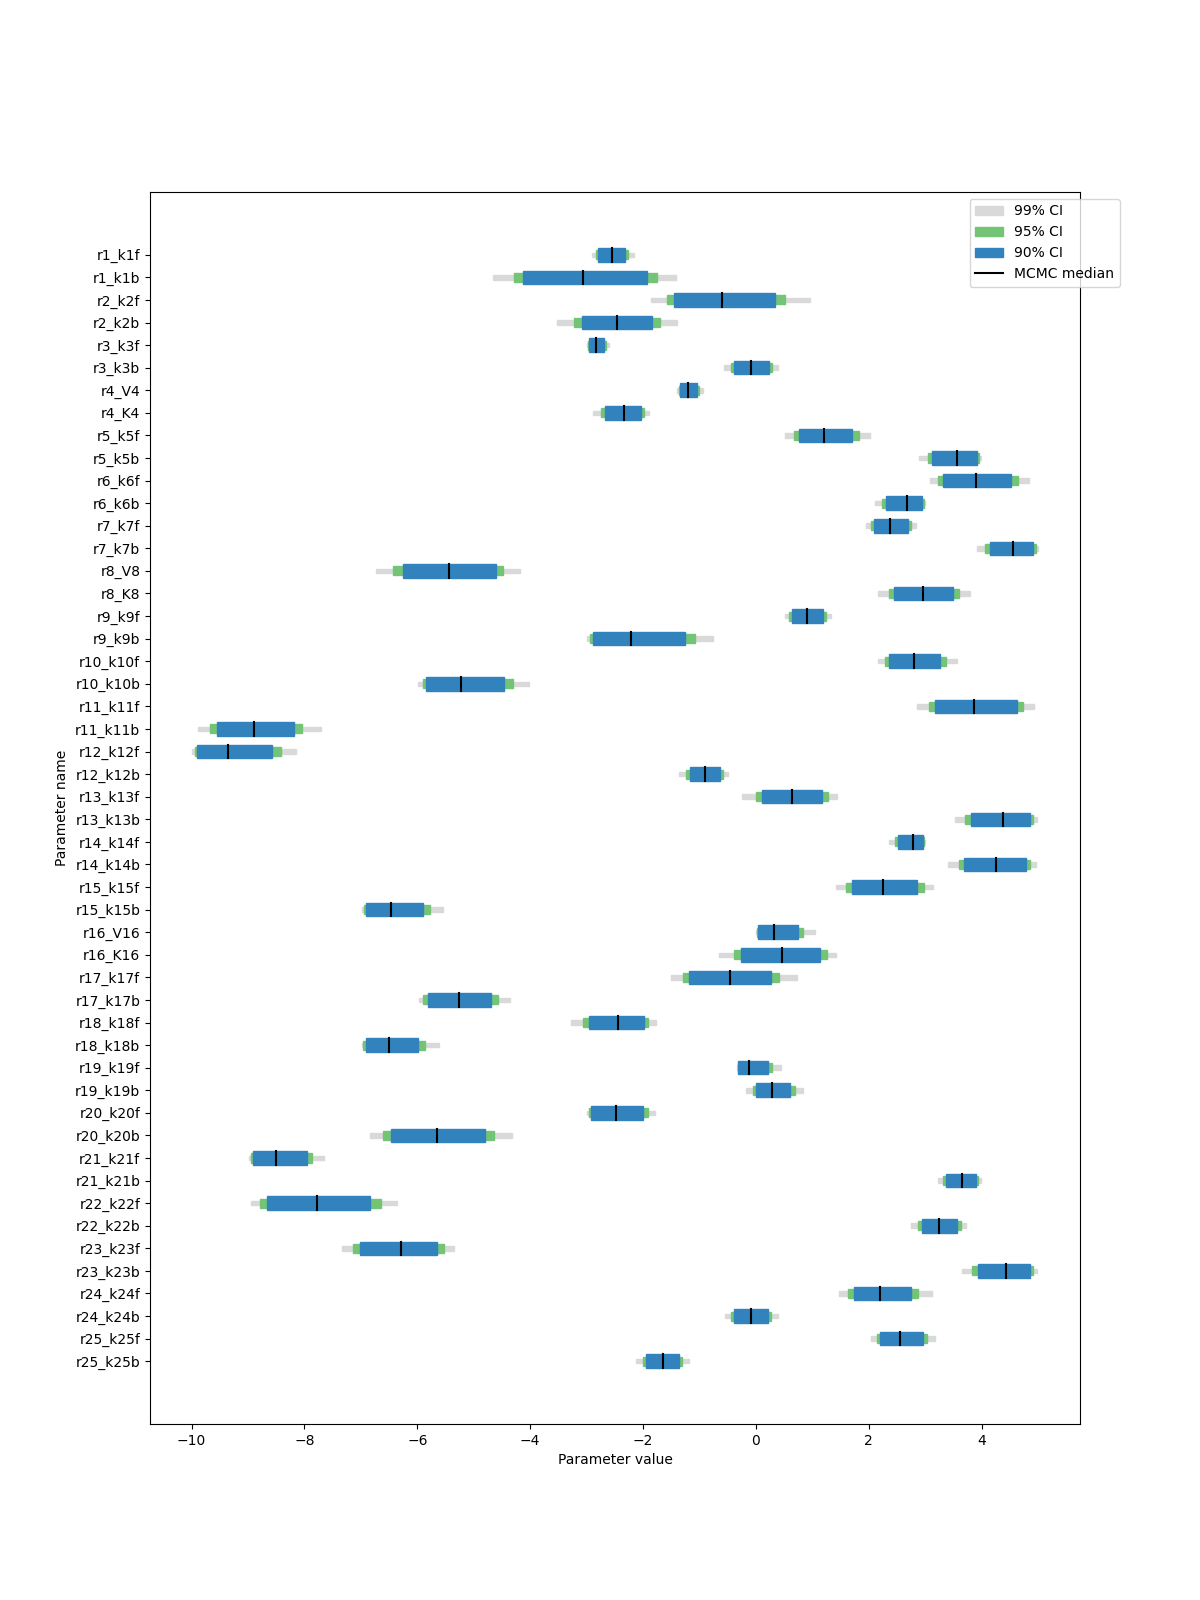 99% CI
95% CI
90% CI
MCMC median
r1_k1f
r1_k1b
r2_k2f
r2_k2b
r3_k3f
r3_k3b
r4_V4
r4_K4
r5_k5f
r5_k5b
r6_k6f
r6_k6b
r7_k7f
r7_k7b
r8_V8
r8_K8
r9_k9f
r9_k9b
r10_k10f
r10_k10b
r11_k11f
r11_k11b
r12_k12f
r12_k12b
r13_k13f
r13_k13b
r14_k14f
r14_k14b
r15_k15f
r15_k15b
r16_V16
r16_K16
r17_k17f
r17_k17b
r18_k18f
r18_k18b
r19_k19f
r19_k19b
r20_k20f
r20_k20b
r21_k21f
r21_k21b
r22_k22f
r22_k22b
r23_k23f
r23_k23b
r24_k24f
r24_k24b
r25_k25f
r25_k25b
Parameter name
−10 −8 −6 −4 −2 0 2 4
Parameter value